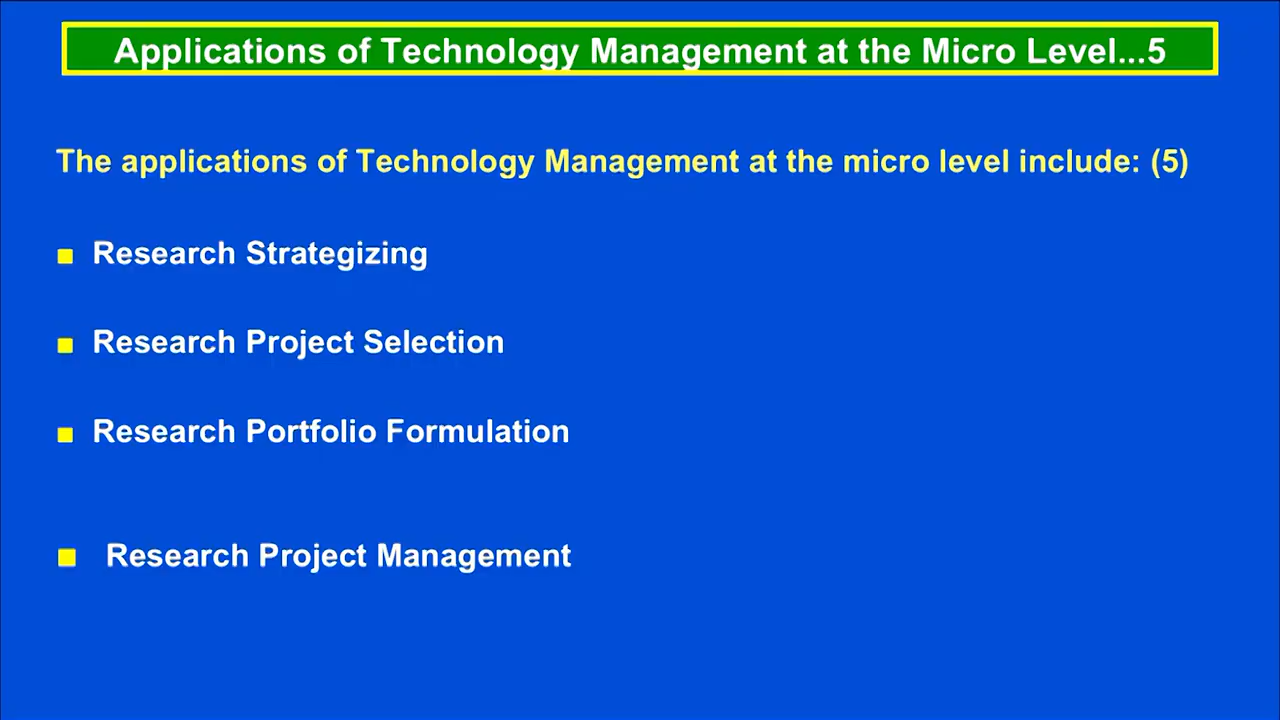 Applications of Technology Management at the Micro Level...5
The applications of Technology Management at the micro level include: (5)
Research Strategizing
Research Project Selection
Research Portfolio Formulation
Research Project Management